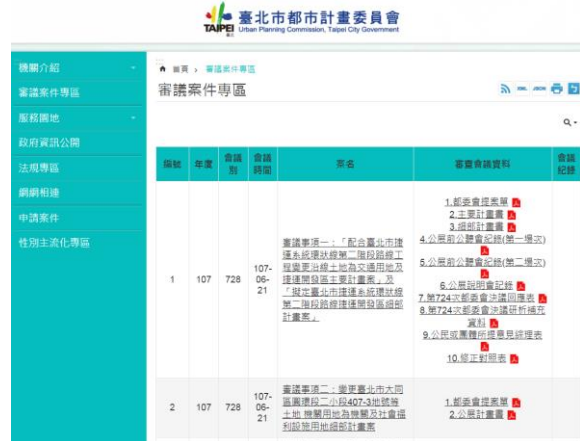 臺北市都市計畫委員會
TAIPEI Urban Planning Commission, Taipei City Government
機關介紹
審議案件專區
服務園地
政府資訊公開
法規專區
網網相連
申請案件
性別主流化專區
首頁 › 審議案件專區
審議案件專區
編號 年度 會議別 會議時間 案名 審查會議資料 會議紀錄
1 107 728 107-06-21
審議事項一：「配合臺北市捷
運系統環狀線第二階段路線工
程變更沿線土地為交通用地及
捷運開發區主要計畫案」及
「擬定臺北市捷運系統環狀線
第二階段路線捷運開發區細部
計畫案」
1.都委會提案單
2.主要計畫書
3.細部計畫書
4.公展前公聽會紀錄(第一場次)
5.公展前公聽會紀錄(第二場次)
6.公展說明會記錄
7.第724次都委會決議回應表
8.第724次都委會決議研析補充
資料
9.公民或團體所提意見綜理表
10.修正對照表
2 107 728 107-06-21
審議事項二：變更臺北市大同
區圓環段二小段407-3地號等
土地 機關用地為機關及社會福
利設施用地細部計畫案
1.都委會提案單
2.公展計畫書